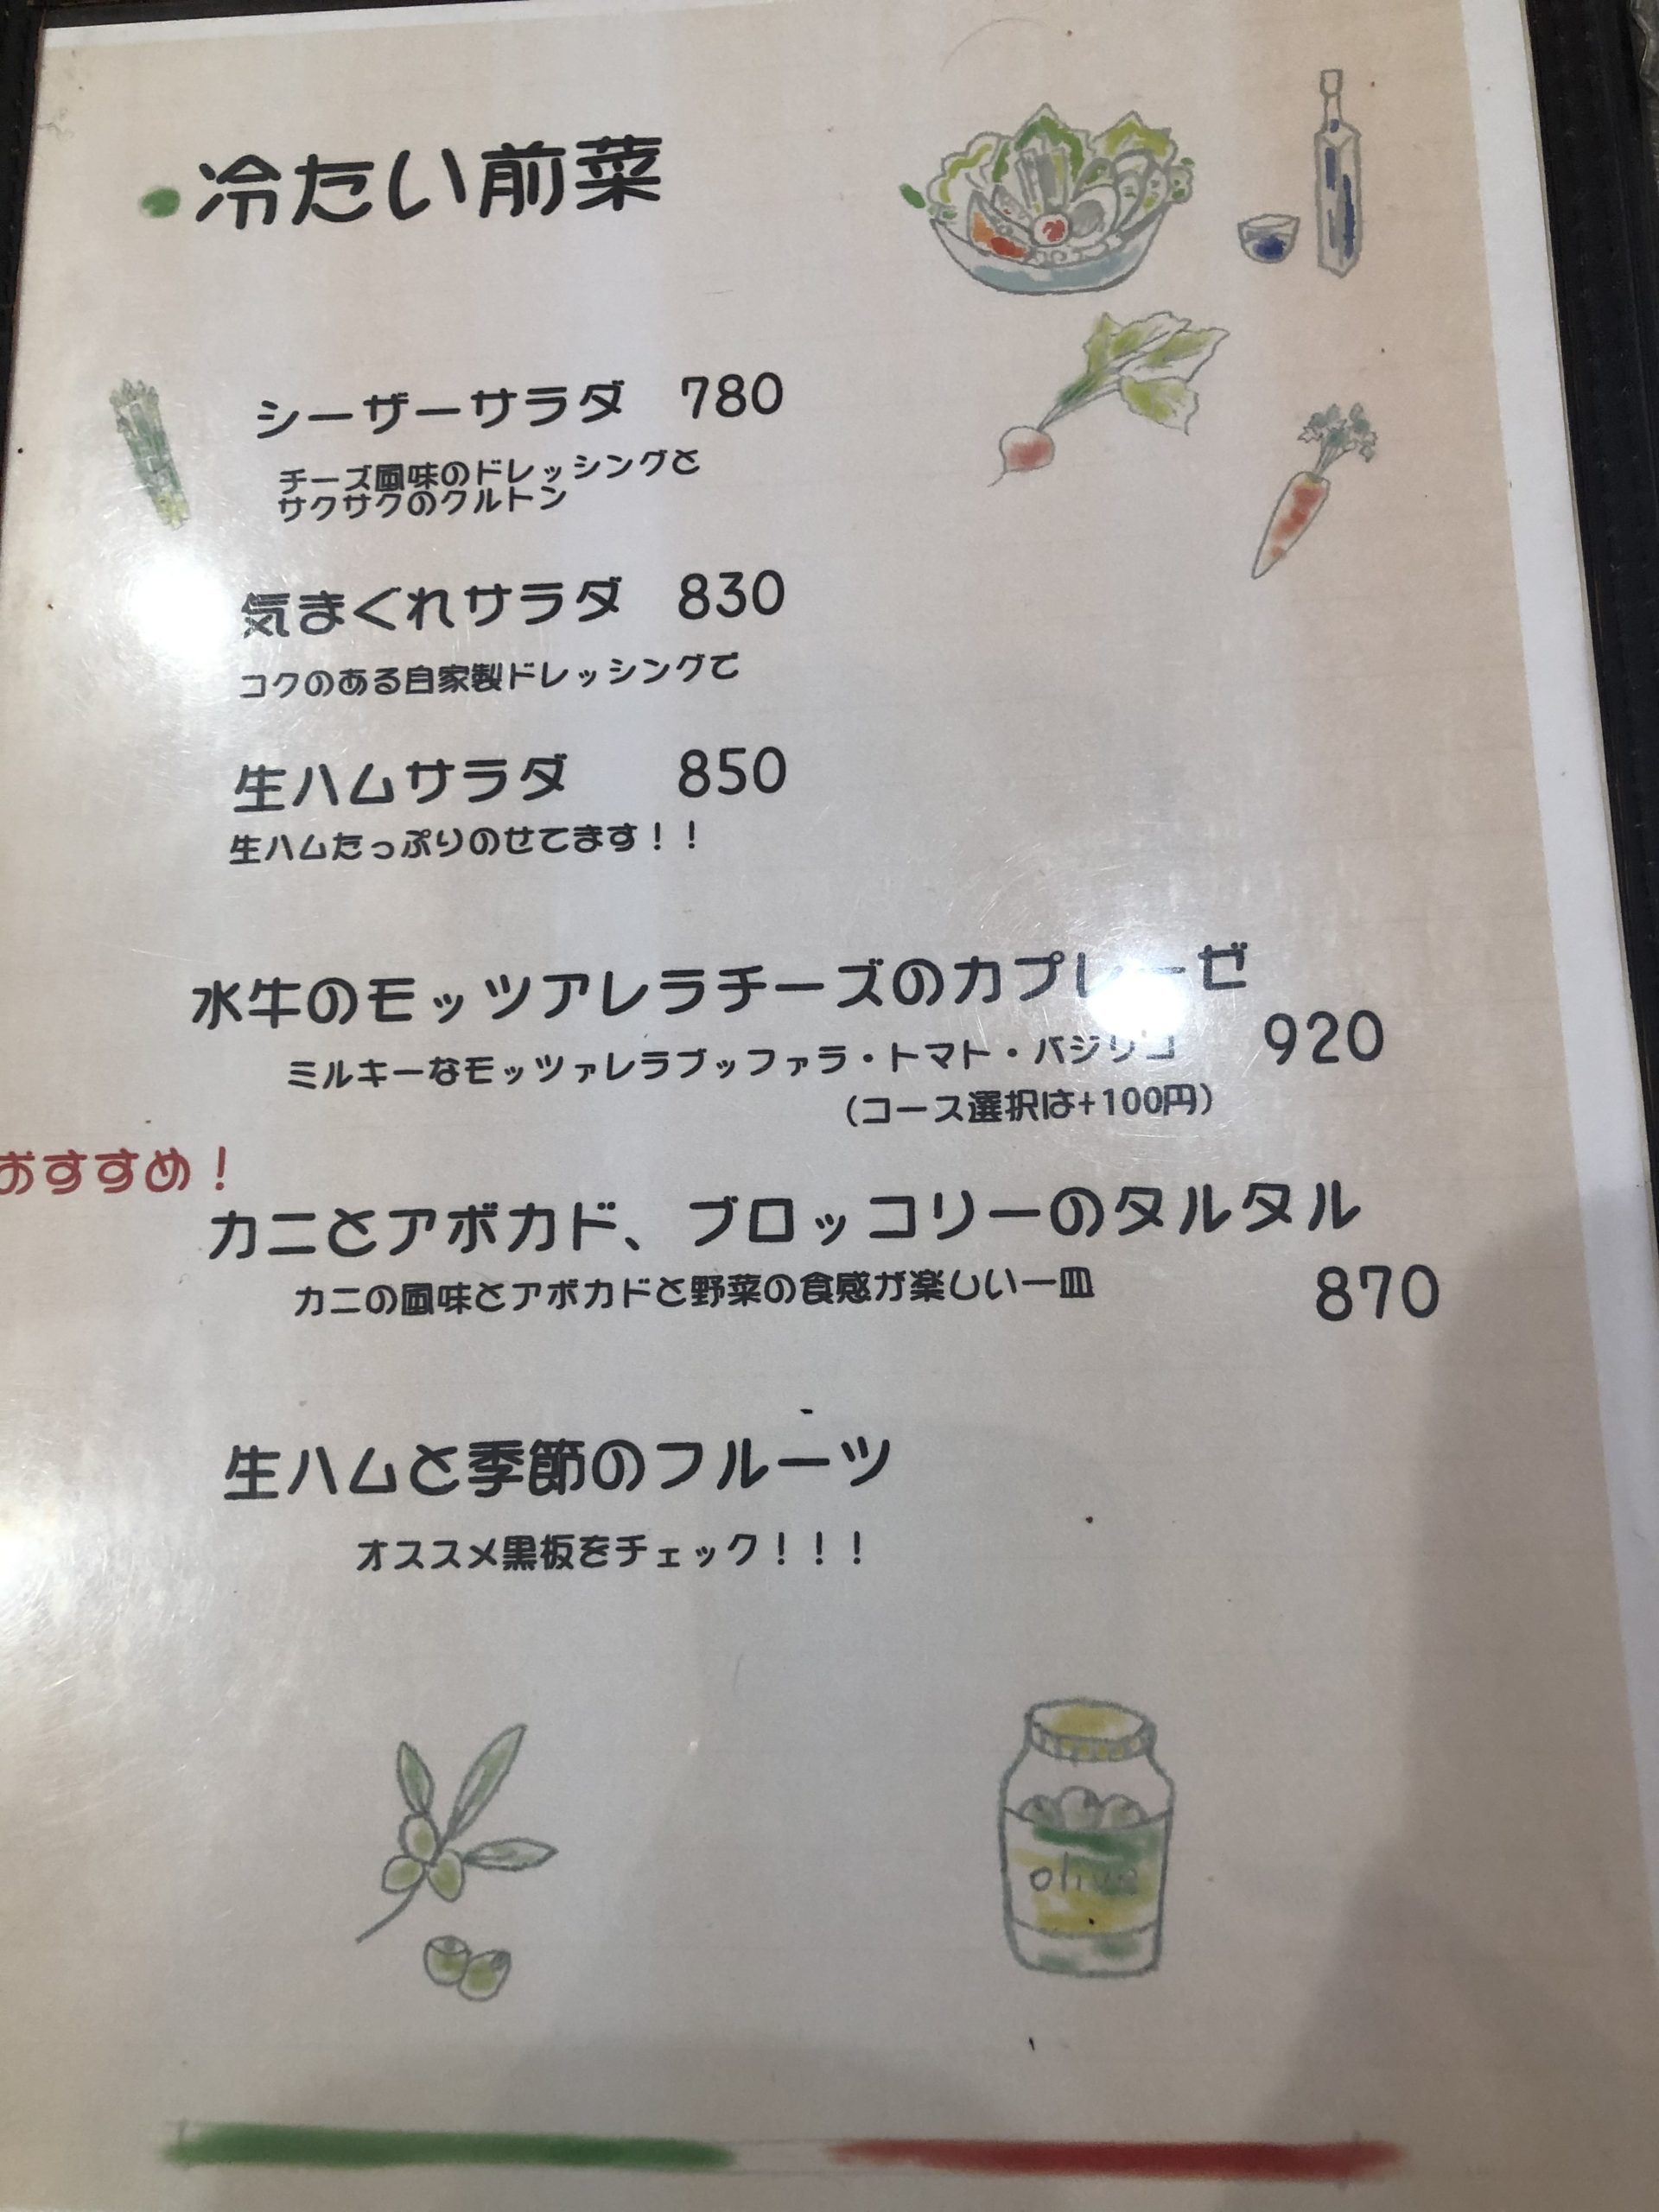 冷たい前菜
シーザーサラダ 780
チーズ風味のドレッシングと
サクサクのクルトン
気まぐれサラダ 830
コクのある自家製ドレッシングで
生ハムサラダ 850
生ハムたっぷりのせてます！！
水牛のモッツアレラチーズのカプレーゼ
ミルキーなモッツァレラブッファラ・トマト・バジリコ 920
(コース選択は+100円)
おすすめ！
カニとアボカド、ブロッコリーのタルタル
カニの風味とアボカドと野菜の食感が楽しい一皿 870
生ハムと季節のフルーツ
オススメ黒板をチェック！！！
olive